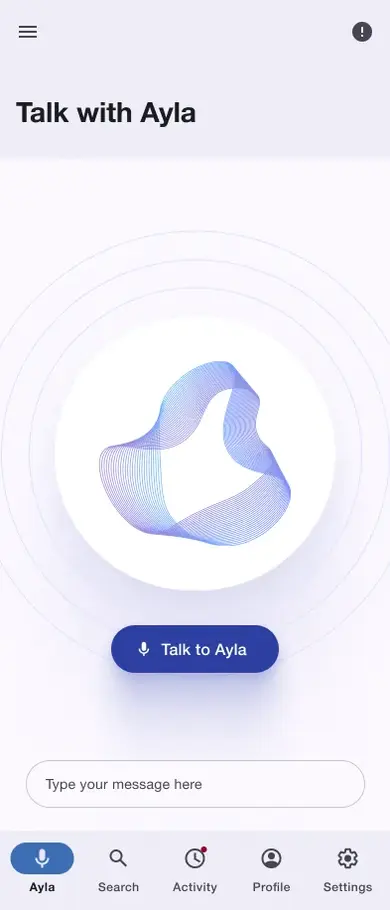 Talk with Ayla
Talk to Ayla
Type your message here
Ayla
Search
Activity
Profile
Settings